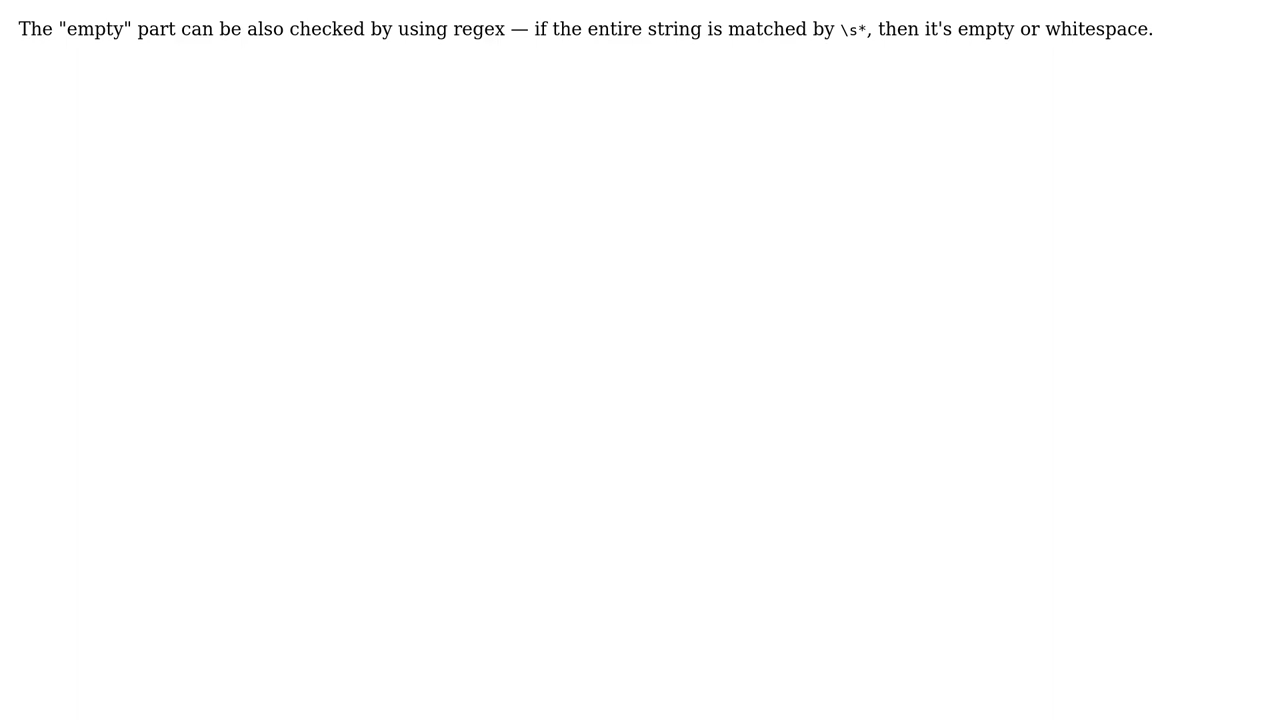 The "empty" part can be also checked by using regex — if the entire string is matched by \s*, then it's empty or whitespace.